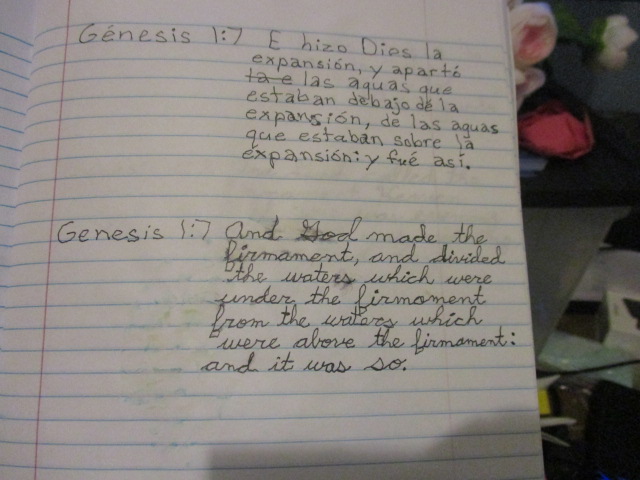 Génesis 1:7 E hizo Dios la
expansión, y apartó
ta e las aguas que
estaban debajo de la
expansión, de las aguas
que estaban sobre la
expansión: y fué así.
Genesis 1:7 And God made the
firmament, and divided
the waters which were
under the firmament
from the waters which
were above the firmament:
and it was so.